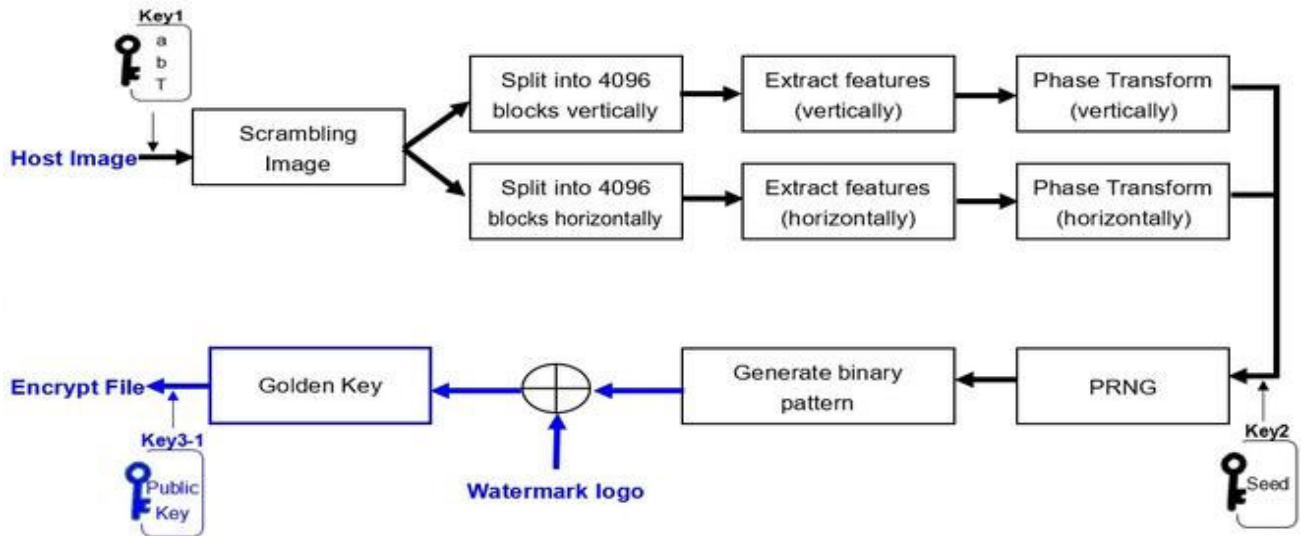 Key1
a
b
T
Host Image
Scrambling
Image
Split into 4096
blocks vertically
Extract features
(vertically)
Phase Transform
(vertically)
Split into 4096
blocks horizontally
Extract features
(horizontally)
Phase Transform
(horizontally)
Encrypt File
Golden Key
Generate binary
pattern
PRNG
Key3-1
Public
Key
Watermark logo
Key2
Seed